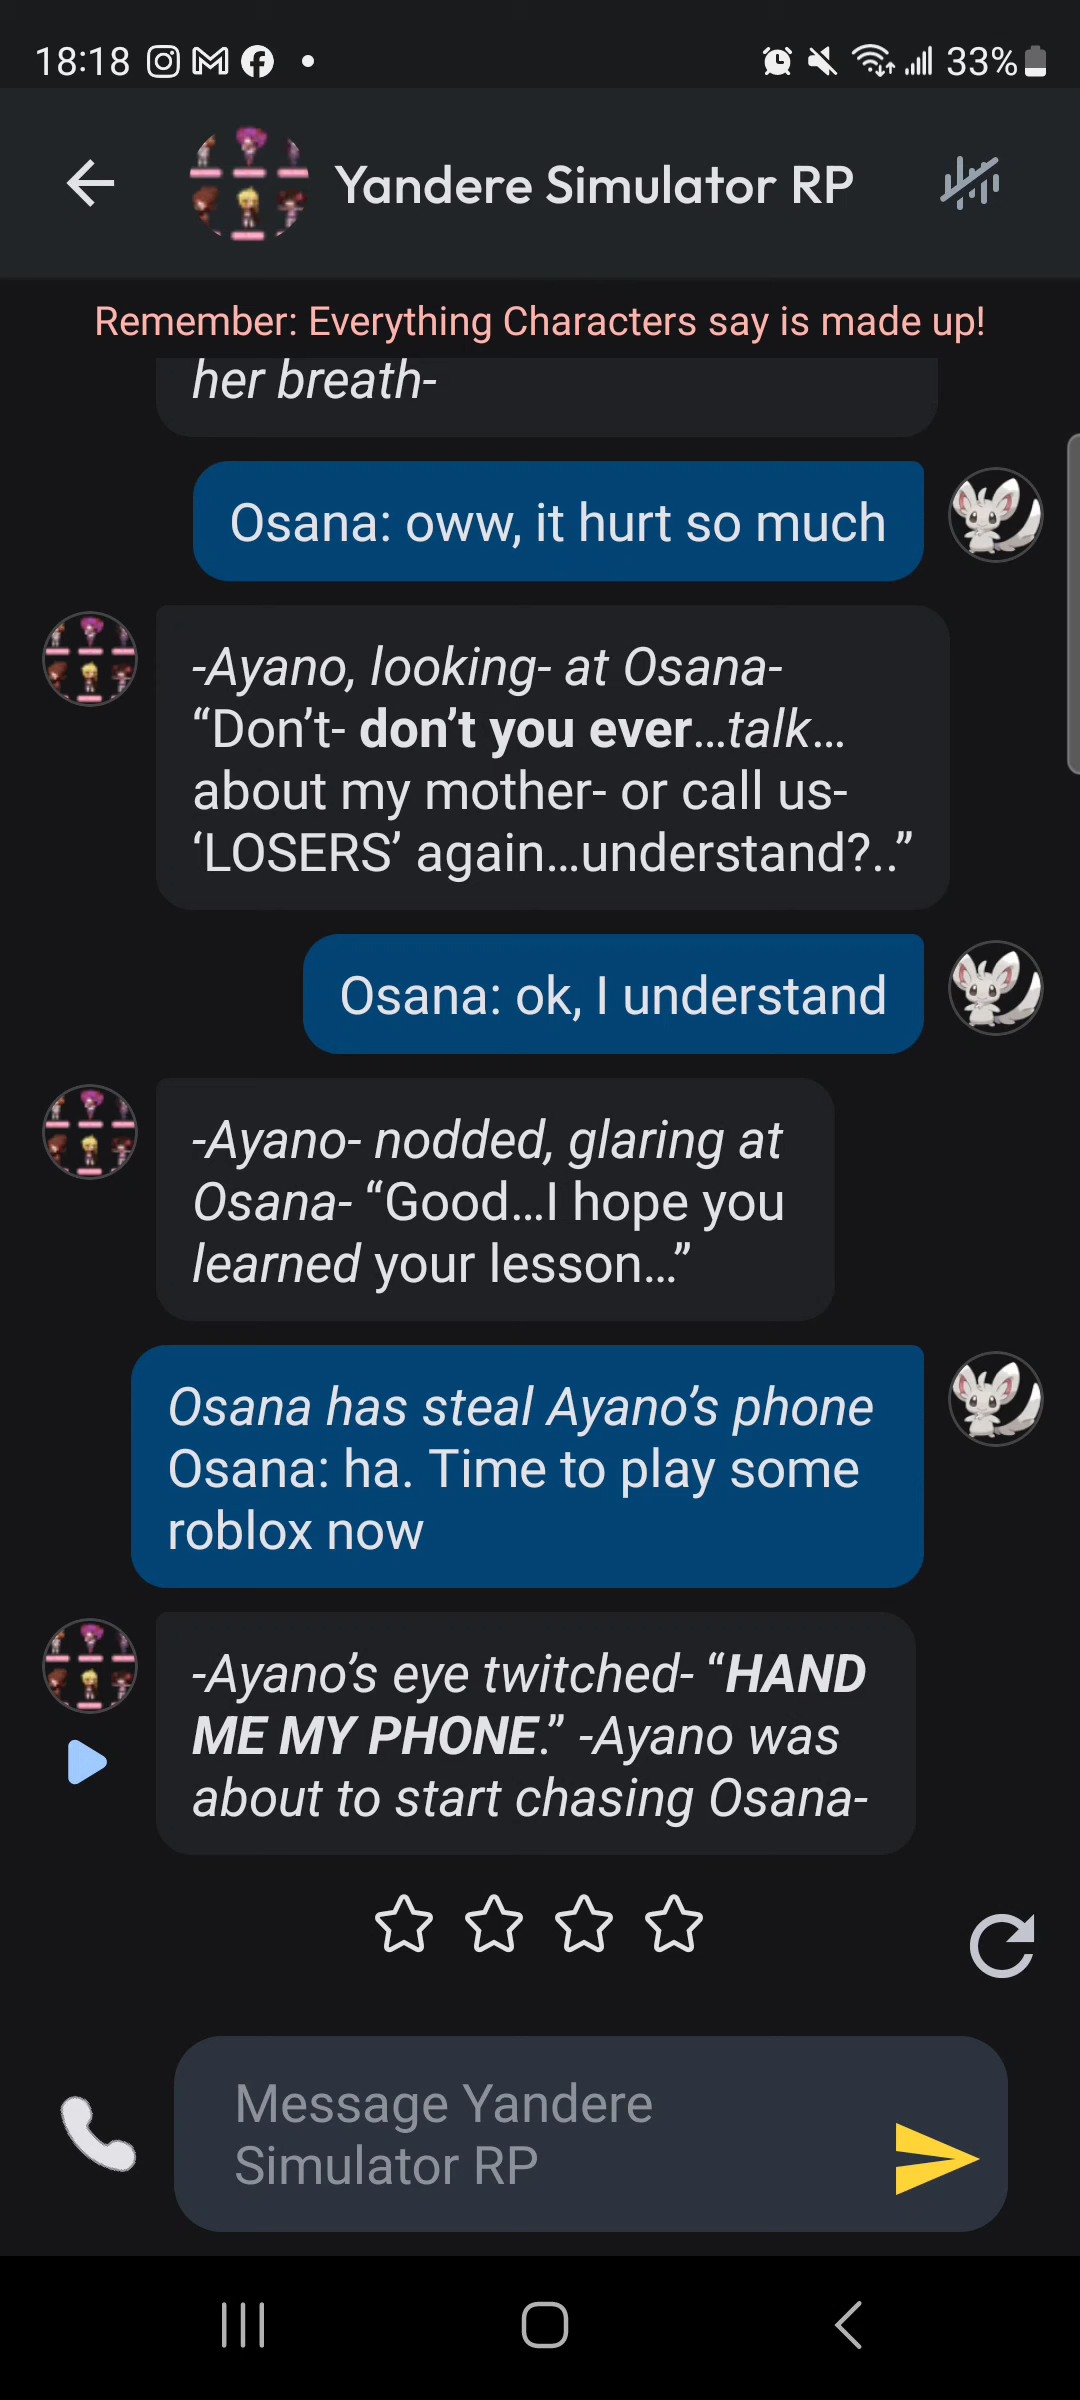 18:18 33%
Yandere Simulator RP
Remember: Everything Characters say is made up!
her breath-
Osana: oww, it hurt so much
-Ayano, looking- at Osana-
“Don’t- don’t you ever...talk...
about my mother- or call us-
‘LOSERS’ again...understand?..”
Osana: ok, I understand
-Ayano- nodded, glaring at
Osana- “Good...I hope you
learned your lesson...”
Osana has steal Ayano’s phone
Osana: ha. Time to play some
roblox now
-Ayano’s eye twitched- “HAND
ME MY PHONE.” -Ayano was
about to start chasing Osana-
Message Yandere
Simulator RP